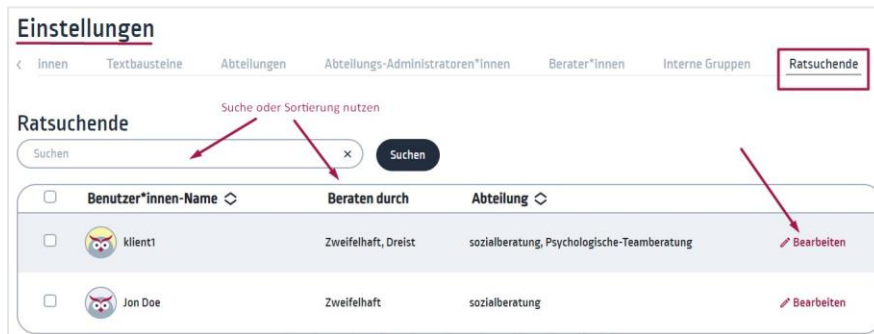 Einstellungen
innen Textbausteine Abteilungen Abteilungs-Administratoren*innen Berater*innen Interne Gruppen Ratsuchende
Suche oder Sortierung nutzen
Ratsuchende
Suchen × Suchen
Benutzer*innen-Name Beraten durch Abteilung
klient1 Zweifelhaft, Dreist sozialberatung, Psychologische-Teamberatung Bearbeiten
Jon Doe Zweifelhaft sozialberatung Bearbeiten